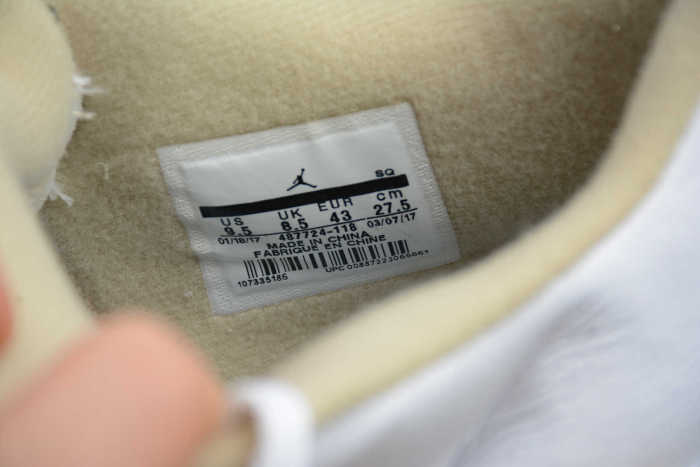 SQ
US UK EUR cm
9.5 8.5 43 27.5
01/18/17 487724-118 03/07/17
MADE IN CHINA
FABRIQUE EN CHINE
107335185